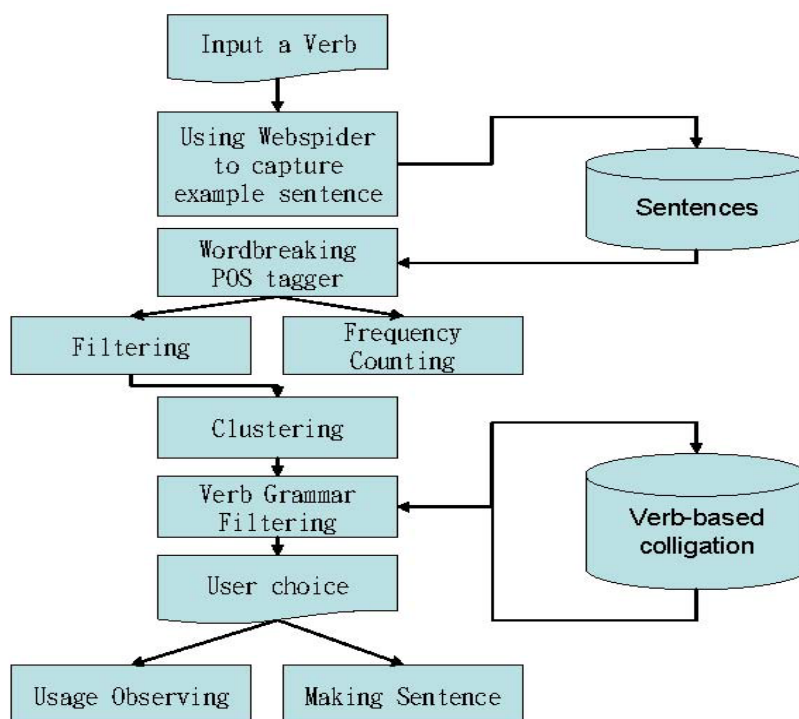 Input a Verb
Using Webspider
to capture
example sentence
Sentences
Wordbreaking
POS tagger
Filtering
Frequency
Counting
Clustering
Verb Grammar
Filtering
Verb-based
colligation
User choice
Usage Observing
Making Sentence